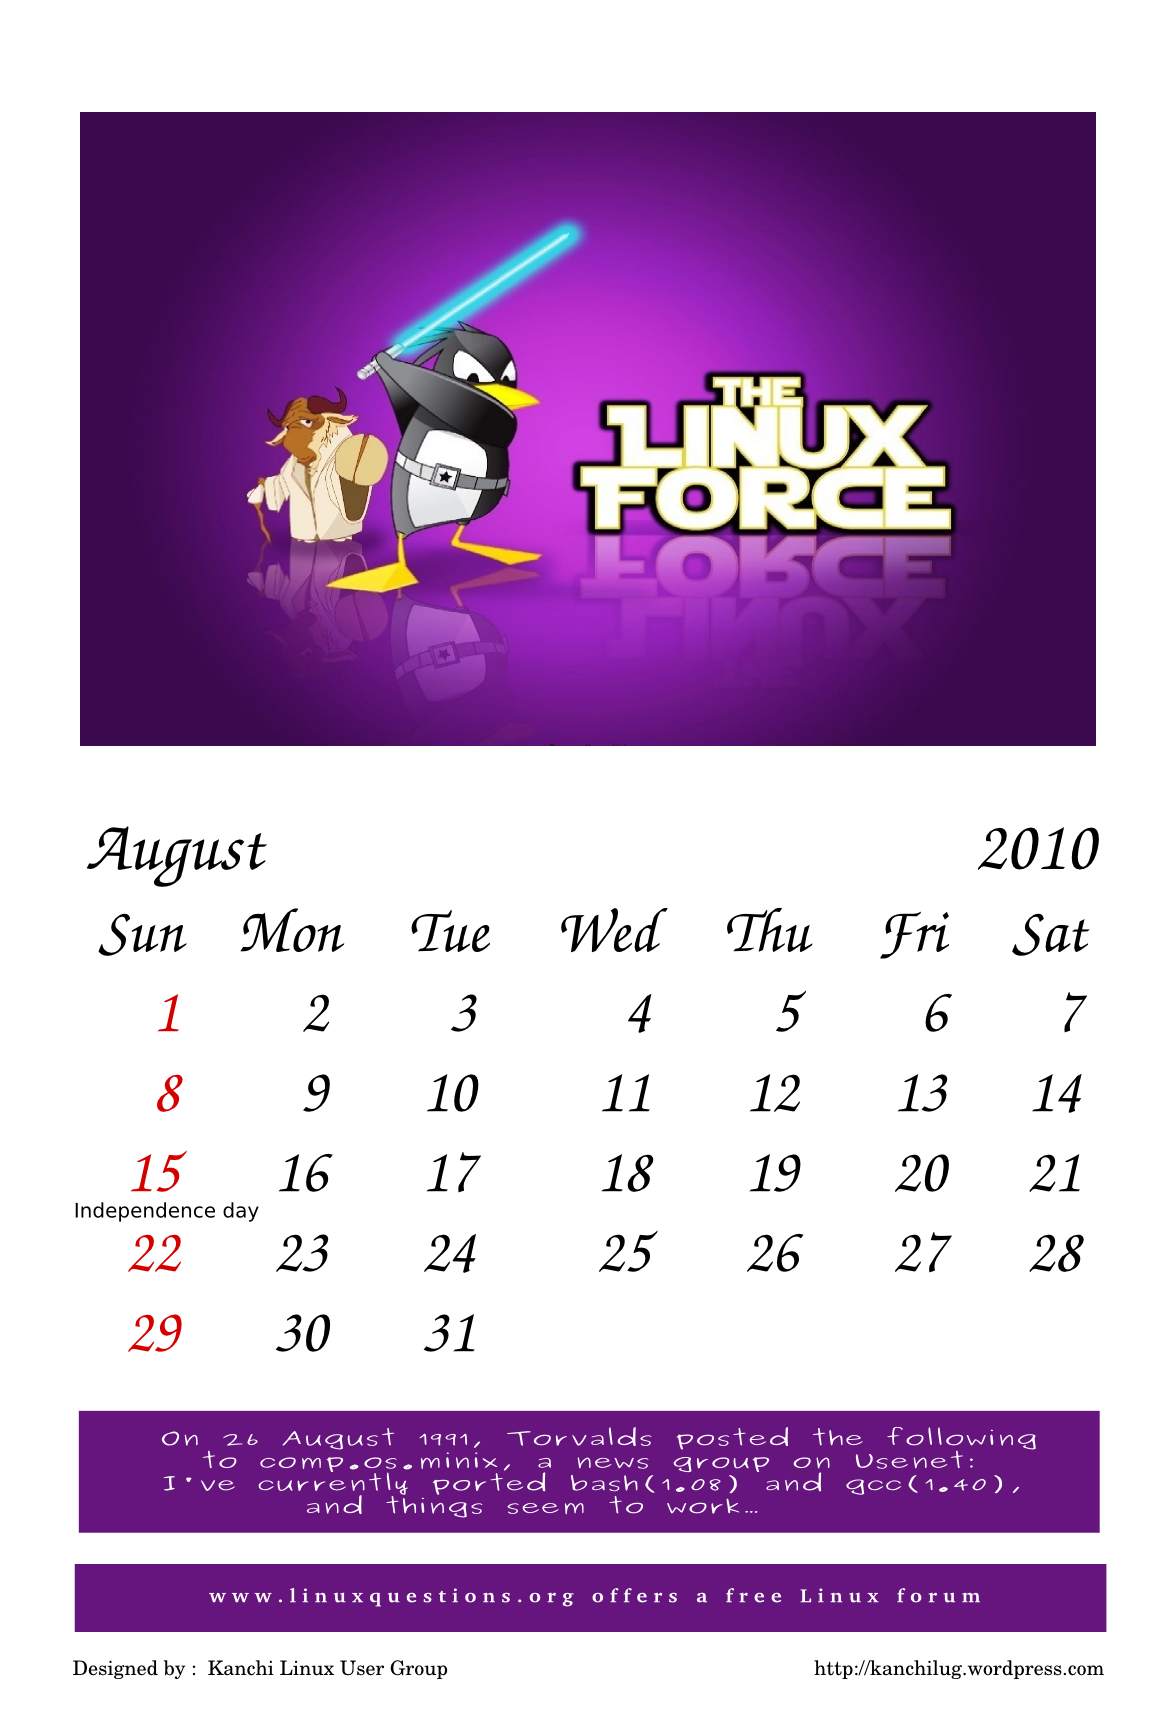 THE
LINUX
FORCE
August 2010
Sun Mon Tue Wed Thu Fri Sat
1 2 3 4 5 6 7
8 9 10 11 12 13 14
15 16 17 18 19 20 21
Independence day
22 23 24 25 26 27 28
29 30 31
On 26 August 1991, Torvalds posted the following
to comp.os.minix, a news group on Usenet:
I've currently ported bash(1.08) and gcc(1.40),
and things seem to work…
www.linuxquestions.org offers a free Linux forum
Designed by : Kanchi Linux User Group http://kanchilug.wordpress.com